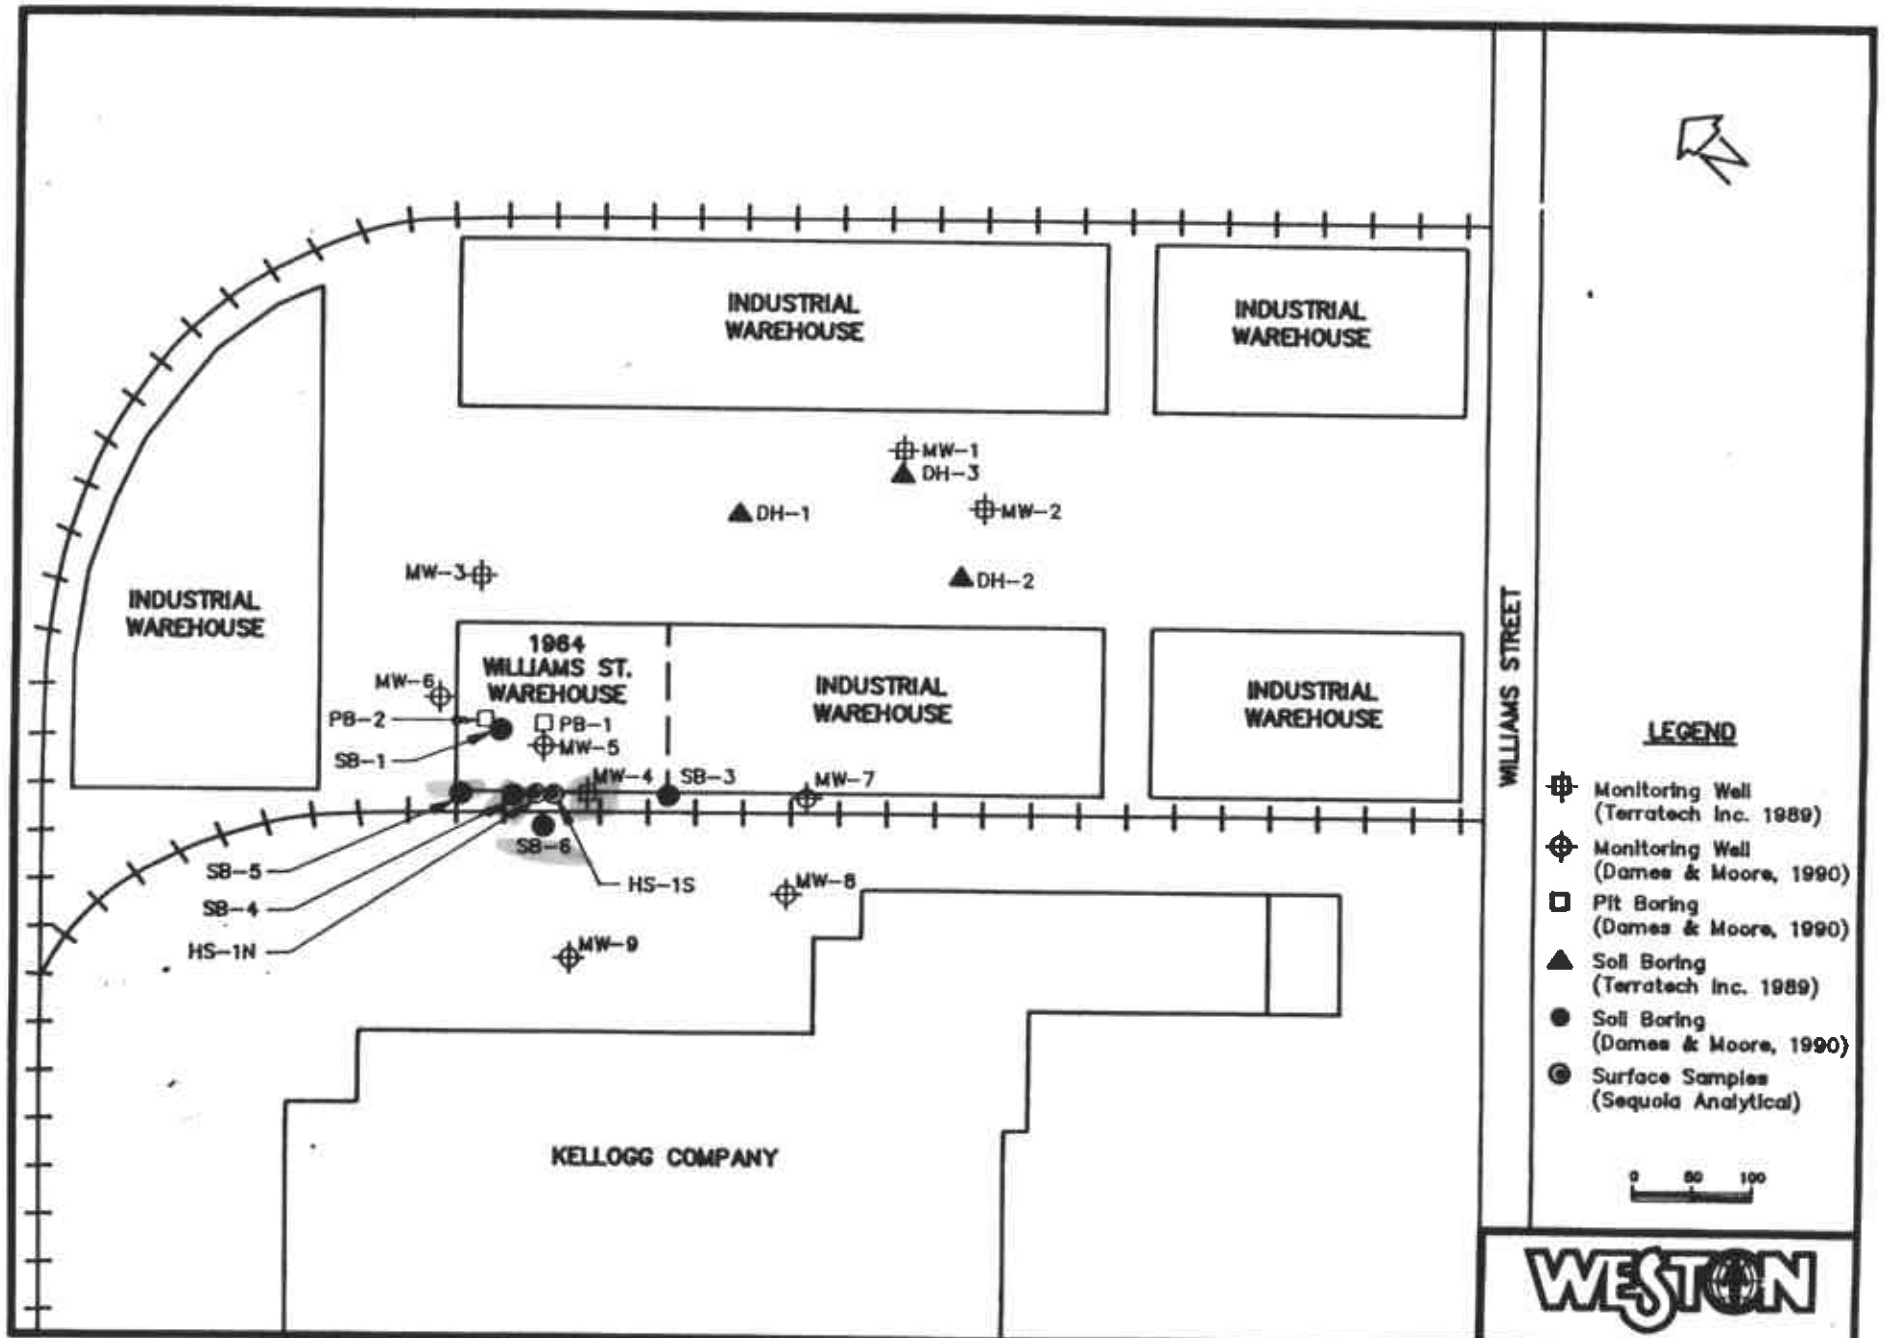 INDUSTRIAL
WAREHOUSE
INDUSTRIAL
WAREHOUSE
MW-1
DH-3
DH-1
MW-2
MW-3
DH-2
INDUSTRIAL
WAREHOUSE
1964
WILLIAMS ST.
WAREHOUSE
INDUSTRIAL
WAREHOUSE
INDUSTRIAL
WAREHOUSE
WILLIAMS STREET
MW-6
PB-2
PB-1
SB-1
MW-5
MW-4
SB-3
MW-7
SB-6
SB-5
HS-1S
MW-8
SB-4
HS-1N
MW-9
KELLOGG COMPANY
LEGEND
Monitoring Well
(Terratech Inc. 1989)
Monitoring Well
(Dames & Moore, 1990)
Pit Boring
(Dames & Moore, 1990)
Soil Boring
(Terratech Inc. 1989)
Soil Boring
(Dames & Moore, 1990)
Surface Samples
(Sequoia Analytical)
0 50 100
WESTON